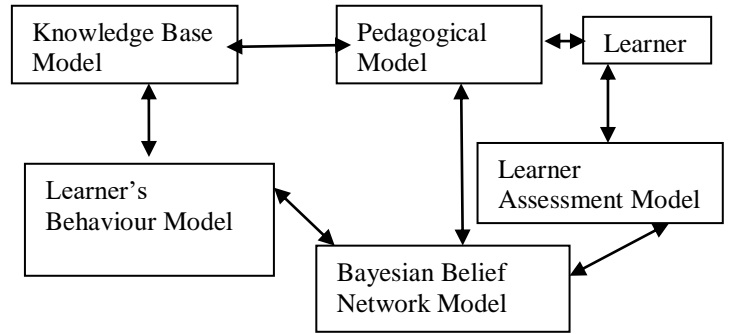 Knowledge Base
Model
Pedagogical
Model
Learner
Learner’s
Behaviour Model
Learner
Assessment Model
Bayesian Belief
Network Model